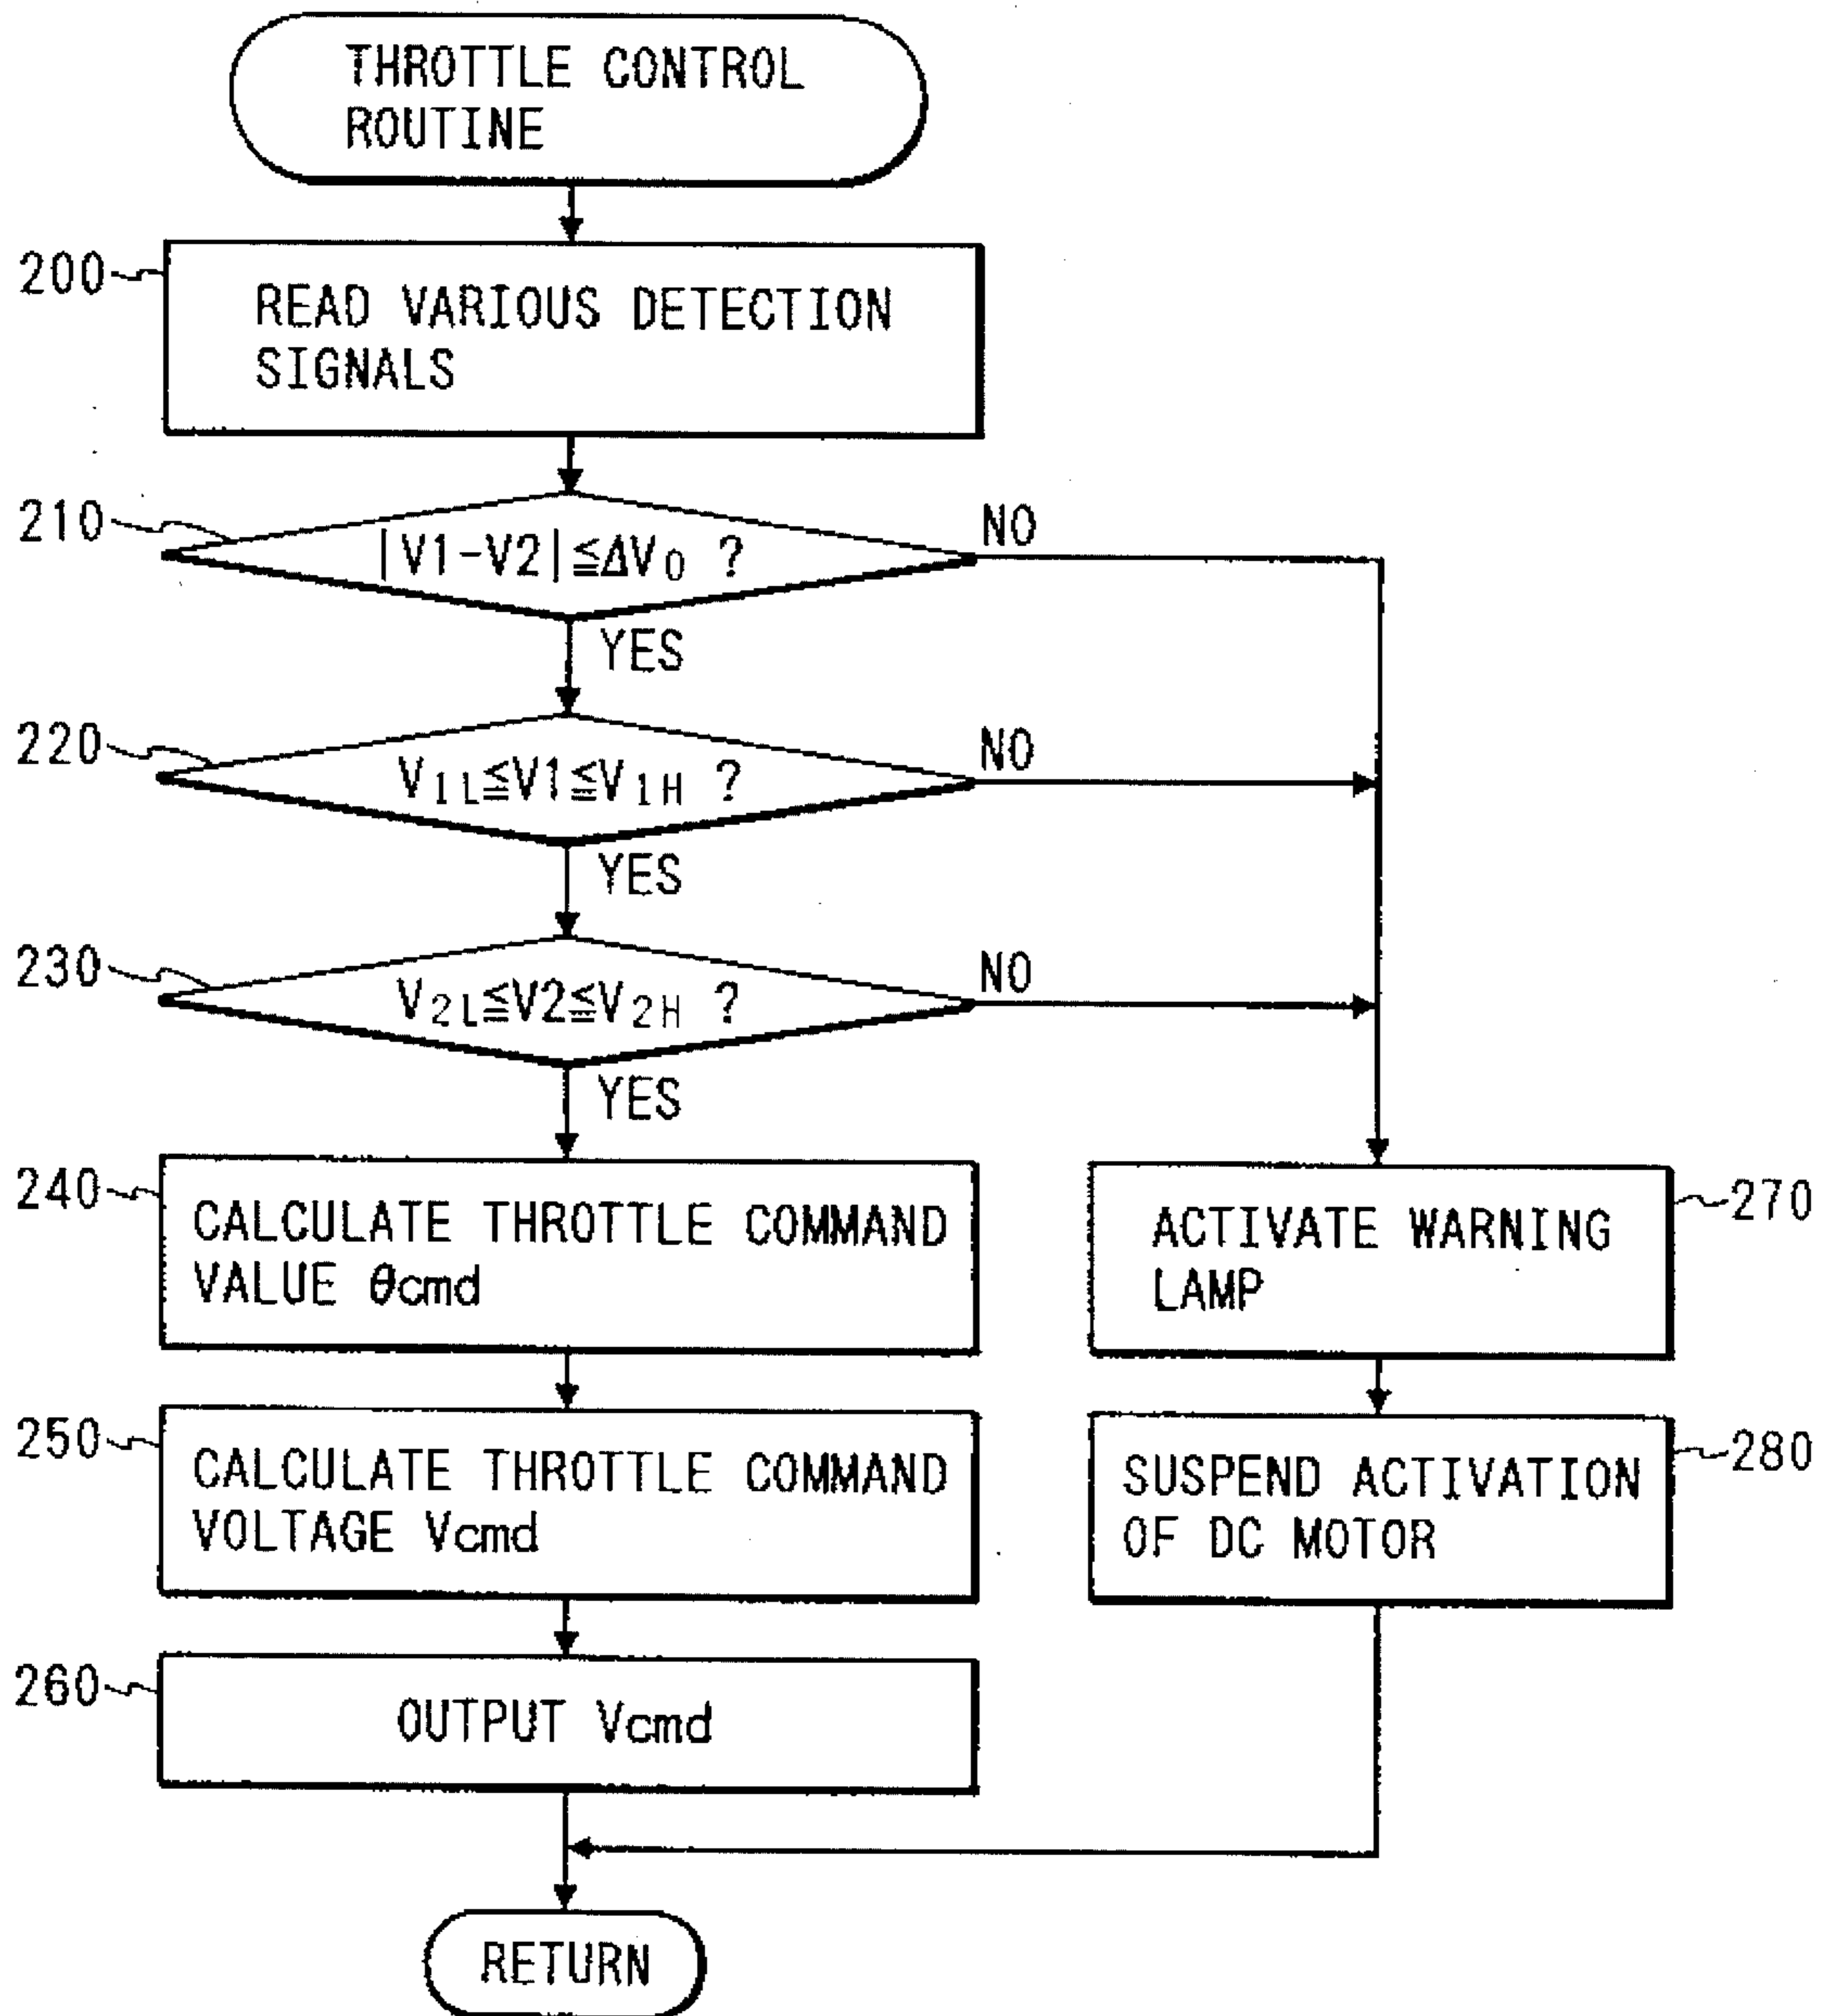 THROTTLE CONTROL
ROUTINE
200
READ VARIOUS DETECTION
SIGNALS
210
|V1-V2|≦ΔV0 ?
NO
YES
220
V1L≦V1≦V1H ?
NO
YES
230
V2L≦V2≦V2H ?
NO
YES
240
CALCULATE THROTTLE COMMAND
VALUE θcmd
270
ACTIVATE WARNING
LAMP
250
CALCULATE THROTTLE COMMAND
VOLTAGE Vcmd
280
SUSPEND ACTIVATION
OF DC MOTOR
260
OUTPUT Vcmd
RETURN